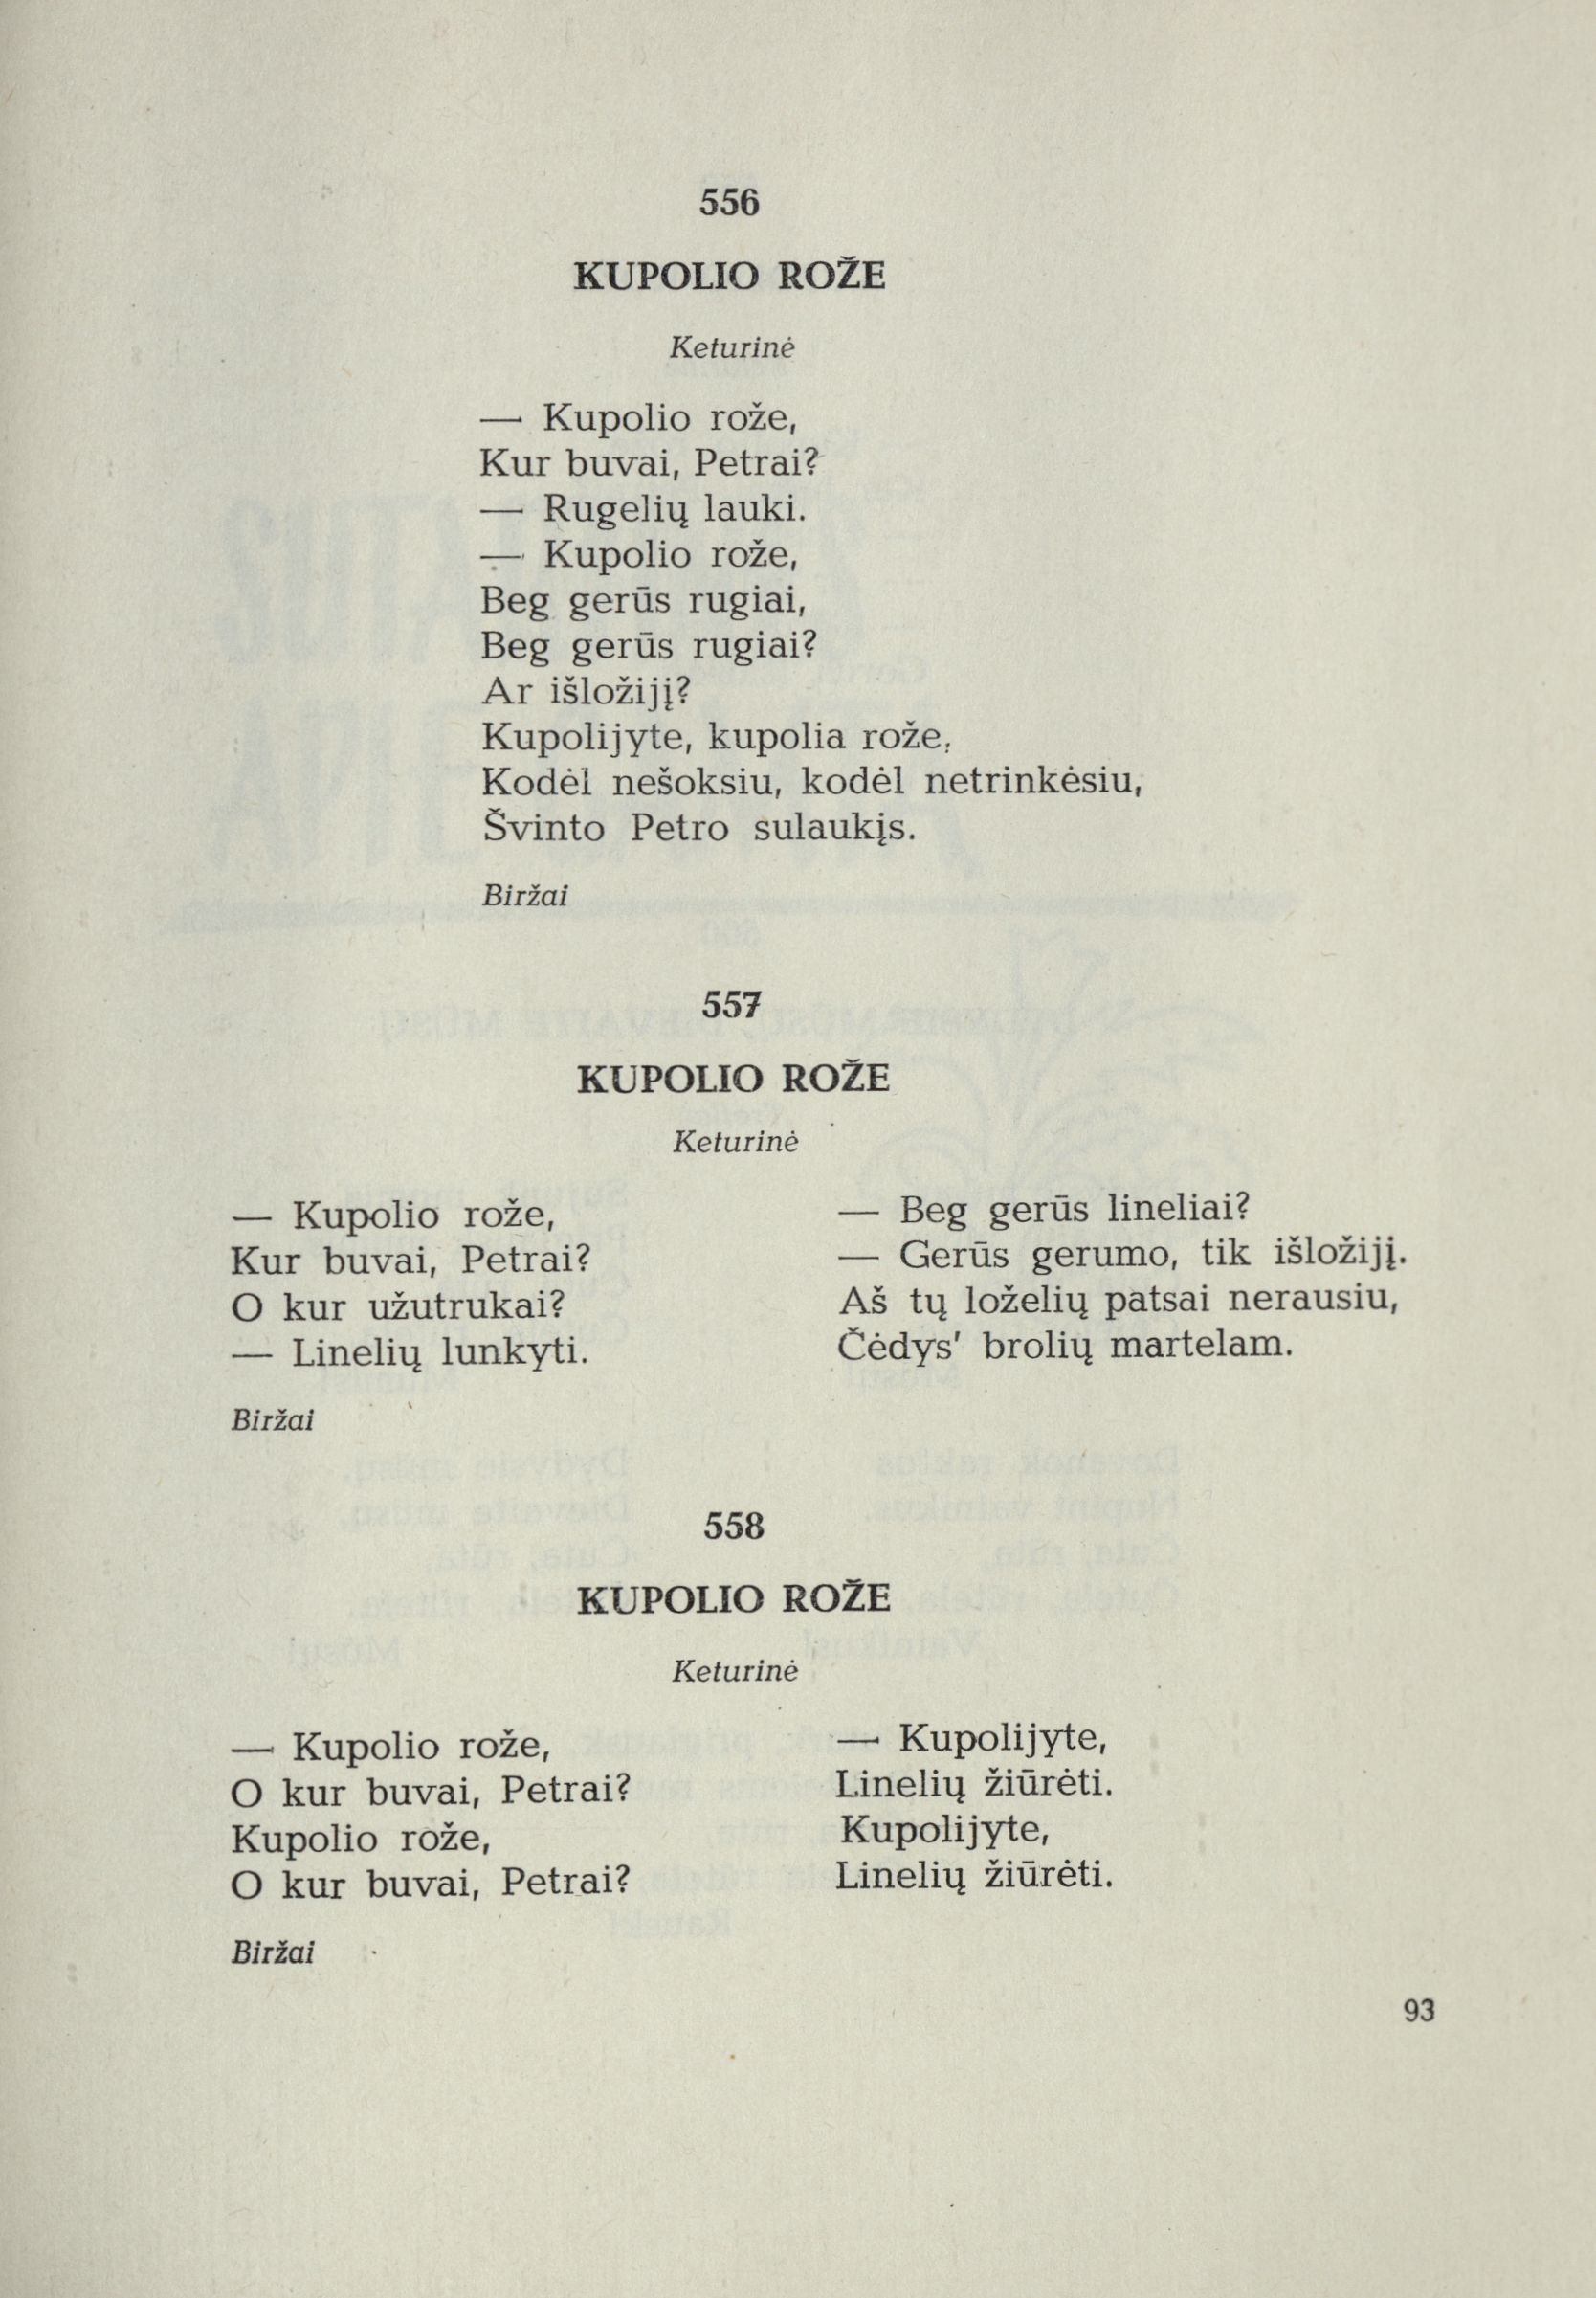 556
KUPOLIO ROŽE
Keturinė
— Kupolio rože,
Kur buvai, Petrai?
— Rugelių lauki.
— Kupolio rože,
Beg gerūs rugiai,
Beg gerūs rugiai?
Ar išložijį?
Kupolijyte, kupolia rože,
Kodėl nešoksiu, kodėl netrinkėsiu,
Švinto Petro sulaukįs.
Biržai
557
KUPOLIO ROŽE
Keturinė
— Kupolio rože,
Kur buvai, Petrai?
O kur užutrukai?
— Linelių lunkyti.
— Beg gerūs lineliai?
— Gerūs gerumo, tik išložijį.
Aš tų loželių patsai nerausiu,
Čėdys' brolių martelam.
Biržai
558
KUPOLIO ROŽE
Keturinė
— Kupolio rože,
O kur buvai, Petrai?
Kupolio rože,
O kur buvai, Petrai?
— Kupolijyte,
Linelių žiūrėti.
Kupolijyte,
Linelių žiūrėti.
Biržai
93